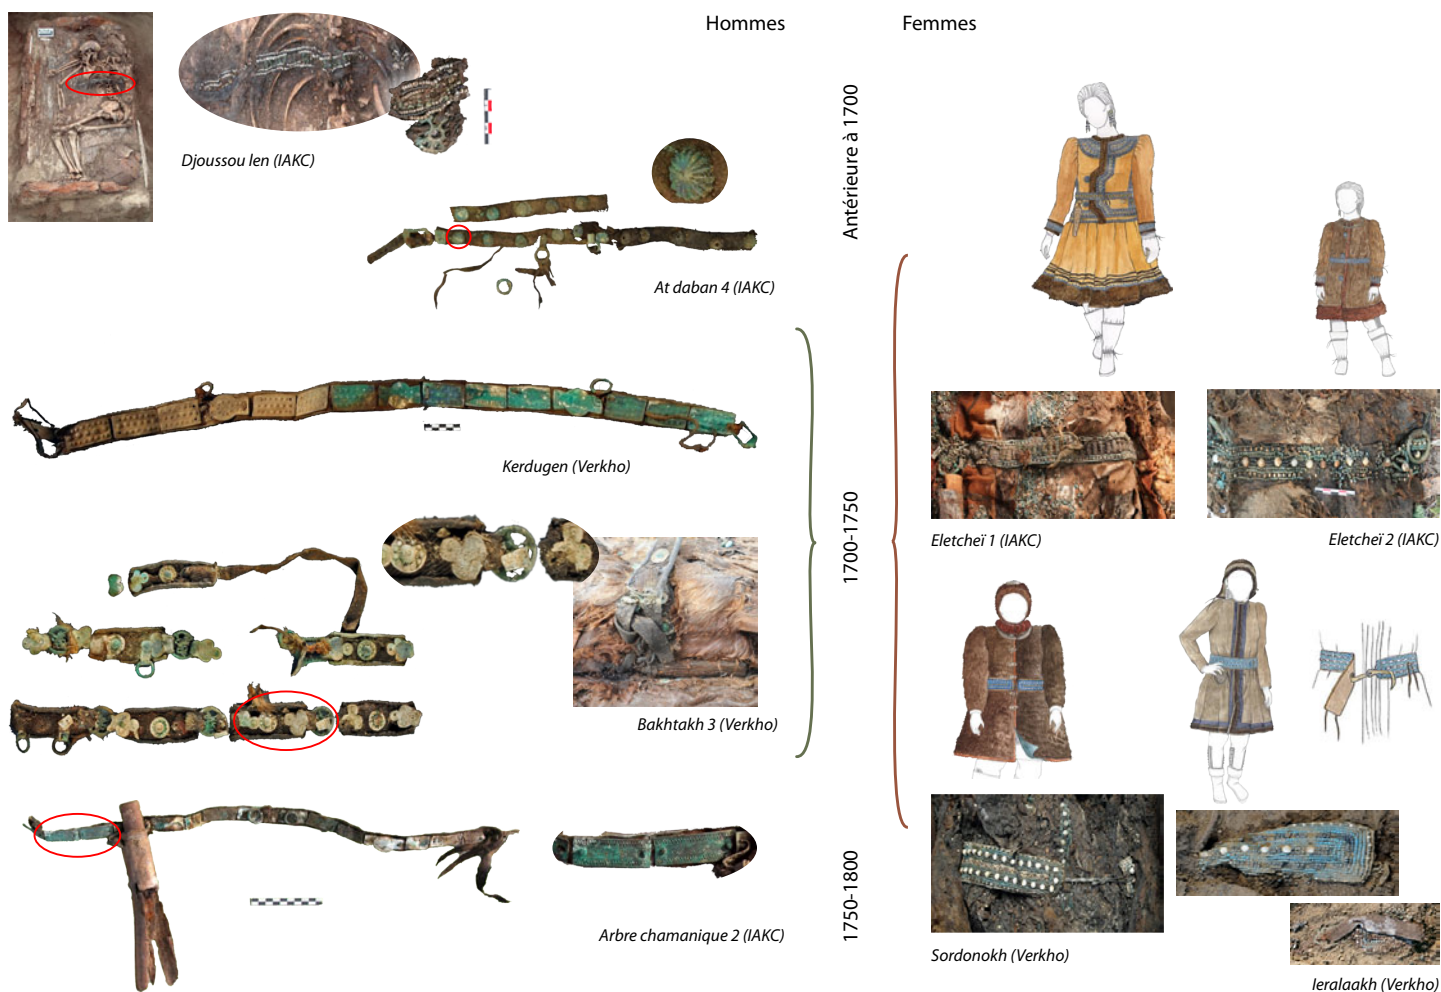 Hommes
Femmes
Antérieure à 1700
Djoussou len (IAKC)
At daban 4 (IAKC)
Kerdugen (Verkho)
1700-1750
Eletcheï 1 (IAKC)
Eletcheï 2 (IAKC)
Bakhtakh 3 (Verkho)
1750-1800
Arbre chamanique 2 (IAKC)
Sordonokh (Verkho)
Ieralaakh (Verkho)